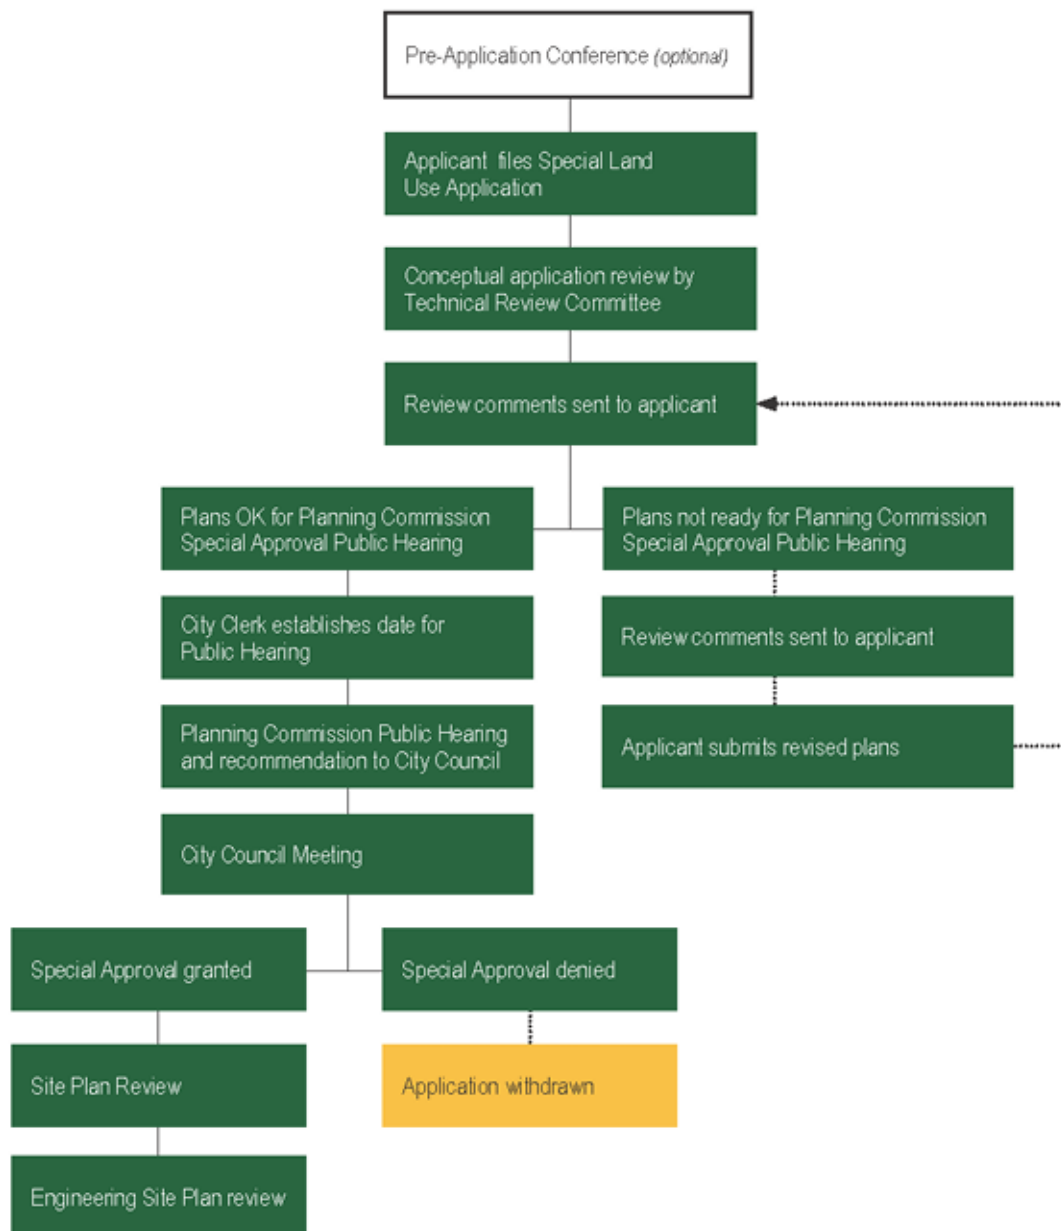 Pre-Application Conference (optional)
Applicant files Special Land
Use Application
Conceptual application review by
Technical Review Committee
Review comments sent to applicant
Plans OK for Planning Commission
Special Approval Public Hearing
Plans not ready for Planning Commission
Special Approval Public Hearing
City Clerk establishes date for
Public Hearing
Review comments sent to applicant
Planning Commission Public Hearing
and recommendation to City Council
Applicant submits revised plans
City Council Meeting
Special Approval granted
Special Approval denied
Site Plan Review
Application withdrawn
Engineering Site Plan review